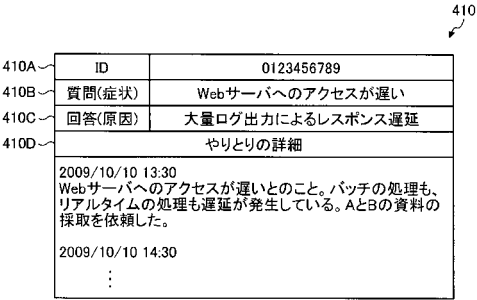 410
410A ID 0123456789
410B 質問(症状) Webサーバへのアクセスが遅い
410C 回答(原因) 大量ログ出力によるレスポンス遅延
410D やりとりの詳細
2009/10/10 13:30
Webサーバへのアクセスが遅いとのこと。バッチの処理も、
リアルタイムの処理も遅延が発生している。AとBの資料の
採取を依頼した。
2009/10/10 14:30
⋮